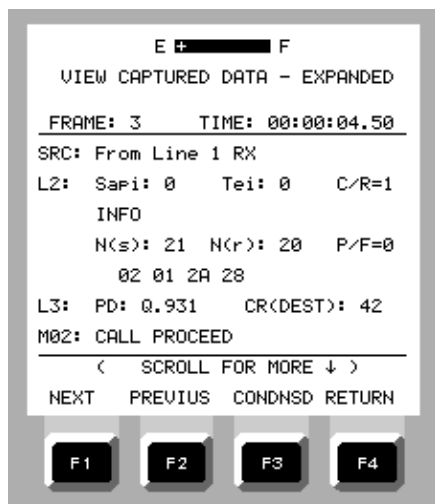 E + F
VIEW CAPTURED DATA - EXPANDED
FRAME: 3 TIME: 00:00:04.50
SRC: From Line 1 RX
L2: Sapi: 0 Tei: 0 C/R=1
INFO
N(s): 21 N(r): 20 P/F=0
02 01 2A 28
L3: PD: Q.931 CR(DEST): 42
M02: CALL PROCEED
( SCROLL FOR MORE ↓ )
NEXT PREVIUS CONDNSD RETURN
F1 F2 F3 F4